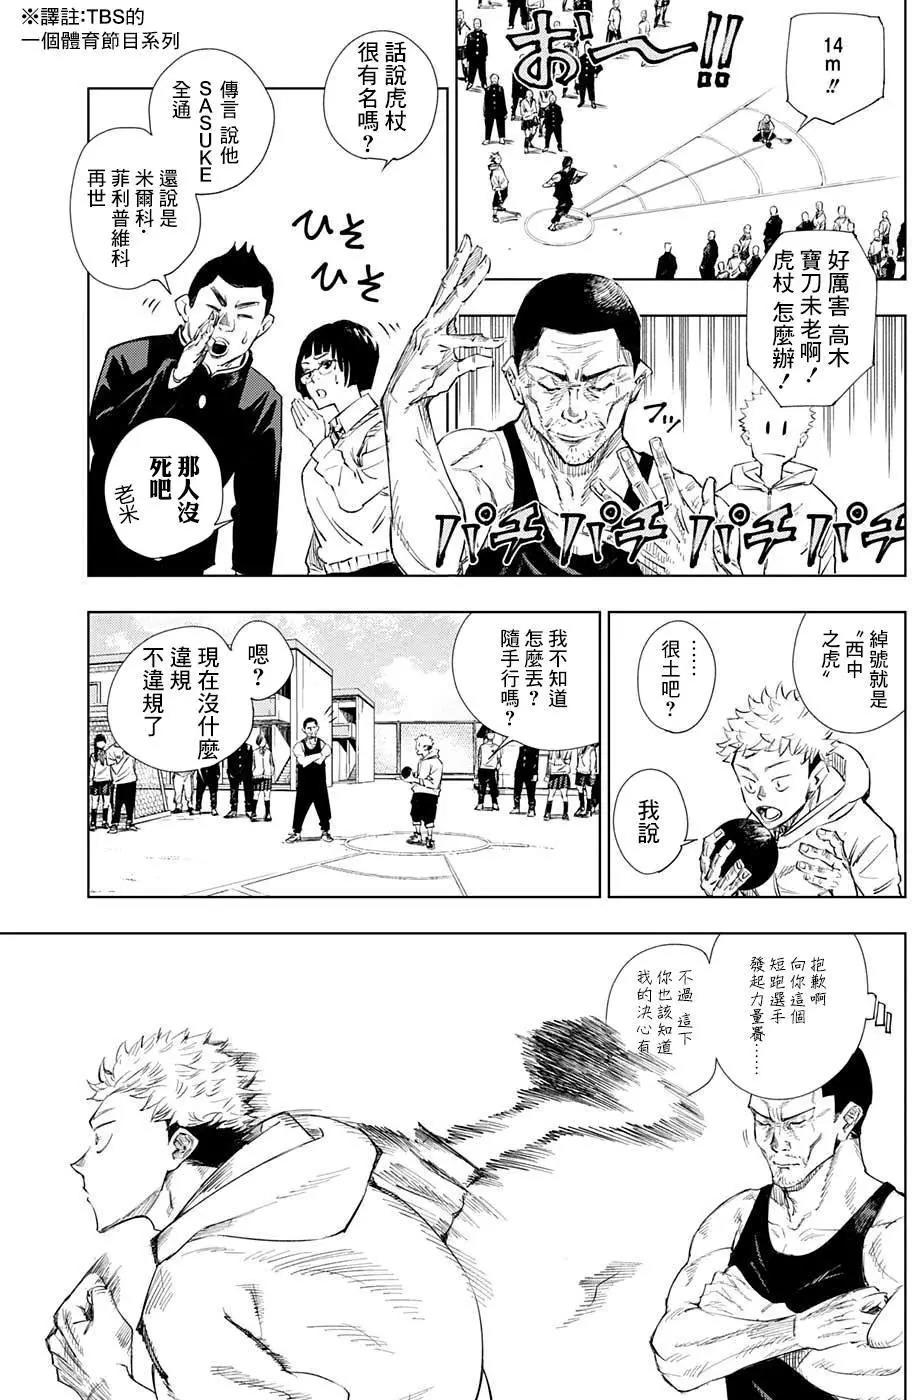 ※譯註:TBS的
一個體育節目系列
14
m!!
お〜〜!!
好厲害 高木
寶刀未老啊!
虎杖 怎麼辦!
フッ
パチ パチ パチ パチ
話說虎杖
很有名嗎?
ひそ
ひそ
傳言 說他
SASUKE
全通
還說是
米爾科·
菲利普維科
再世
那人沒
死吧
老米
綽號就是
〝西中
之虎〞
……
很土吧?
我說
我不知道
怎麼丟?
隨手行嗎?
嗯?
現在沒什麼
違規
不違規了
抱歉啊
向你這個
短跑選手
發起力量賽……
不過 這下
你也該知道
我的決心有